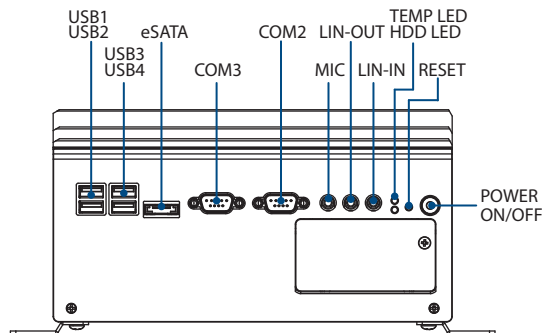 USB1
USB2
eSATA
USB3
USB4
COM3
COM2
LIN-OUT
TEMP LED
HDD LED
MIC
LIN-IN
RESET
POWER
ON/OFF